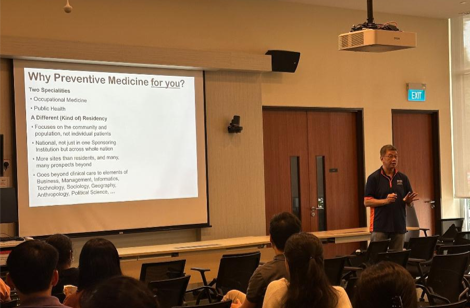 Why Preventive Medicine for you?
Two Specialities
• Occupational Medicine
• Public Health
A Different (Kind of) Residency
• Focuses on the community and
population, not individual patients
• National, not just in one Sponsoring
Institution but across whole nation
• More sites than residents, and many,
many prospects beyond
• Goes beyond clinical care to elements of
Business, Management, Informatics,
Technology, Sociology, Geography,
Anthropology, Political Science, ....
EXIT